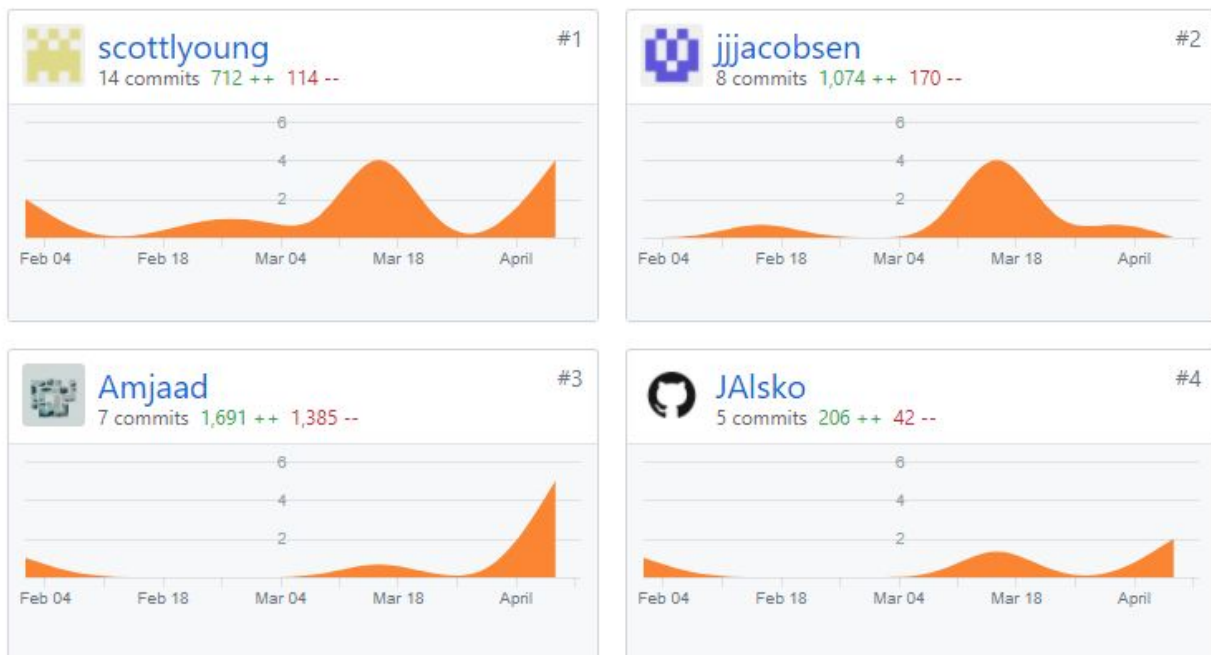 scottlyoung #1
14 commits 712 ++ 114 --
6
4
2
Feb 04 Feb 18 Mar 04 Mar 18 April
jjjacobsen #2
8 commits 1,074 ++ 170 --
6
4
2
Feb 04 Feb 18 Mar 04 Mar 18 April
Amjaad #3
7 commits 1,691 ++ 1,385 --
6
4
2
Feb 04 Feb 18 Mar 04 Mar 18 April
JAlsko #4
5 commits 206 ++ 42 --
6
4
2
Feb 04 Feb 18 Mar 04 Mar 18 April